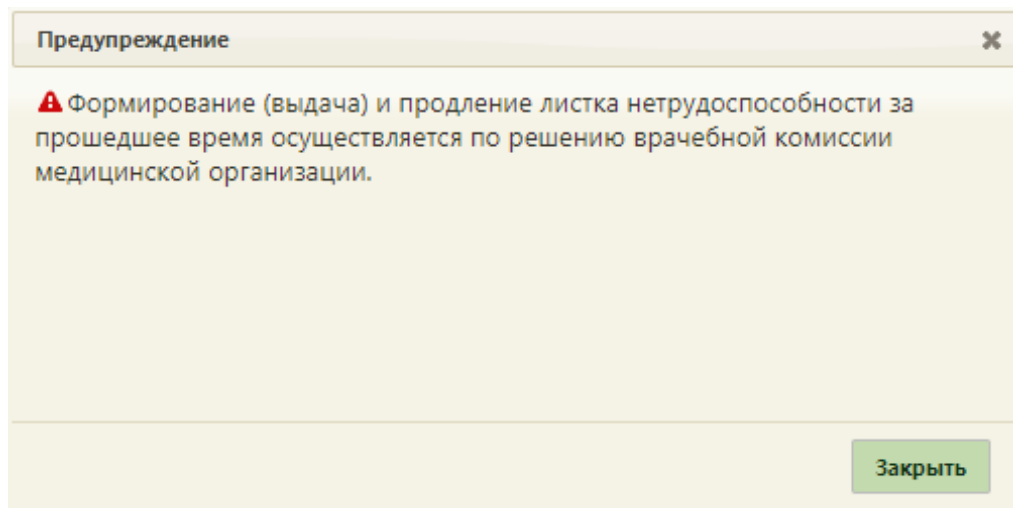 Предупреждение
Формирование (выдача) и продление листка нетрудоспособности за
прошедшее время осуществляется по решению врачебной комиссии
медицинской организации.
Закрыть